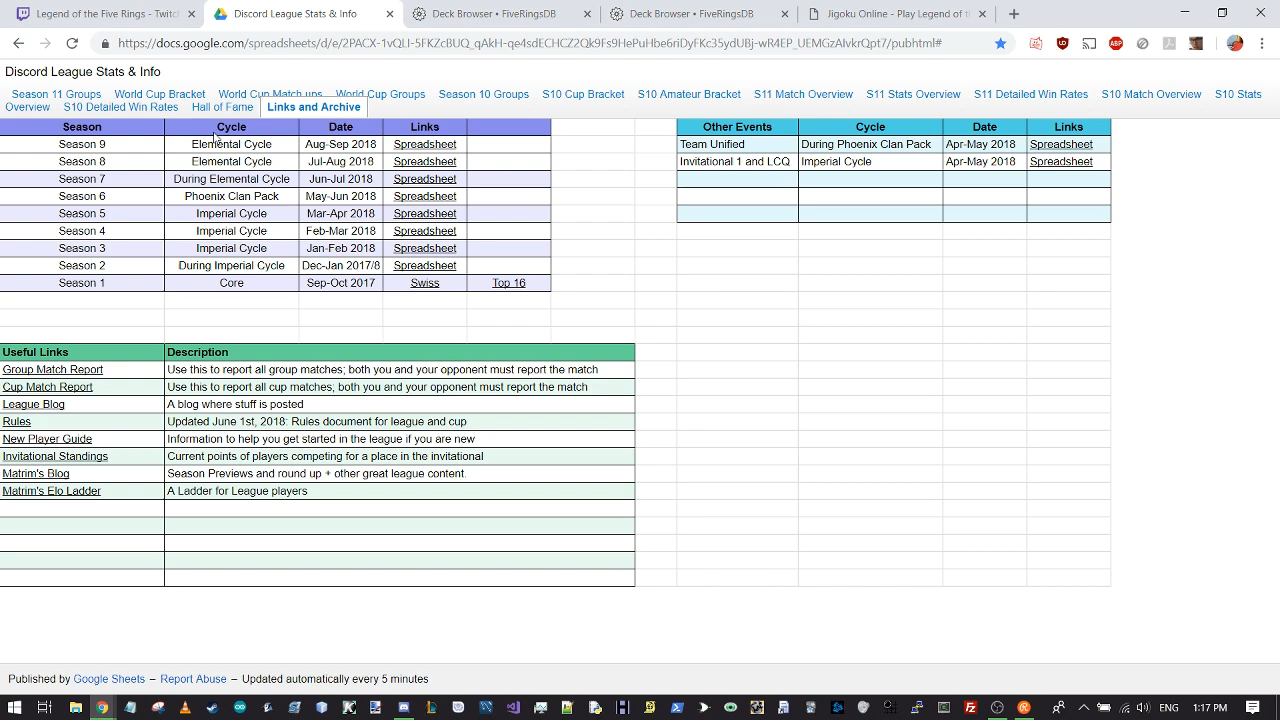 Legend of the Five Rings - Twitch
Discord League Stats & Info
Deck Browser • FiveRingsDB
Deck Browser • FiveRingsDB
Jigoku Online - Play Legend of t
Discord League Stats & Info
Season 11 Groups World Cup Bracket World Cup Match ups World Cup Groups Season 10 Groups S10 Cup Bracket S10 Amateur Bracket S11 Match Overview S11 Stats Overview S11 Detailed Win Rates S10 Match Overview S10 Stats
Overview S10 Detailed Win Rates Hall of Fame Links and Archive
Season Cycle Date Links
Season 9 Elemental Cycle Aug-Sep 2018 Spreadsheet
Season 8 Elemental Cycle Jul-Aug 2018 Spreadsheet
Season 7 During Elemental Cycle Jun-Jul 2018 Spreadsheet
Season 6 Phoenix Clan Pack May-Jun 2018 Spreadsheet
Season 5 Imperial Cycle Mar-Apr 2018 Spreadsheet
Season 4 Imperial Cycle Feb-Mar 2018 Spreadsheet
Season 3 Imperial Cycle Jan-Feb 2018 Spreadsheet
Season 2 During Imperial Cycle Dec-Jan 2017/8 Spreadsheet
Season 1 Core Sep-Oct 2017 Swiss Top 16
Other Events Cycle Date Links
Team Unified During Phoenix Clan Pack Apr-May 2018 Spreadsheet
Invitational 1 and LCQ Imperial Cycle Apr-May 2018 Spreadsheet
Useful Links Description
Group Match Report Use this to report all group matches; both you and your opponent must report the match
Cup Match Report Use this to report all cup matches; both you and your opponent must report the match
League Blog A blog where stuff is posted
Rules Updated June 1st, 2018: Rules document for league and cup
New Player Guide Information to help you get started in the league if you are new
Invitational Standings Current points of players competing for a place in the invitational
Matrim's Blog Season Previews and round up + other great league content.
Matrim's Elo Ladder A Ladder for League players
Published by Google Sheets – Report Abuse – Updated automatically every 5 minutes
ENG 1:17 PM